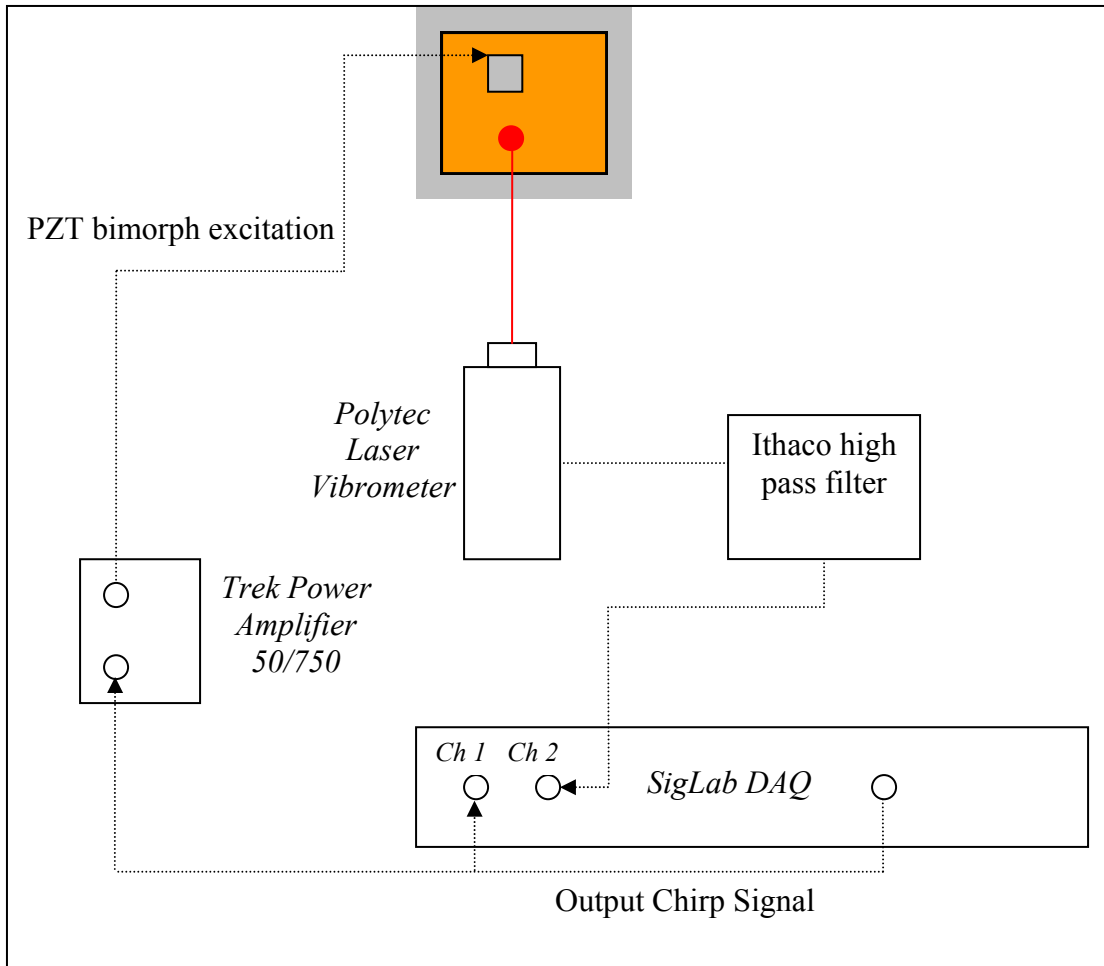 PZT bimorph excitation
Polytec
Laser
Vibrometer
Ithaco high
pass filter
Trek Power
Amplifier
50/750
Ch 1
Ch 2
SigLab DAQ
Output Chirp Signal